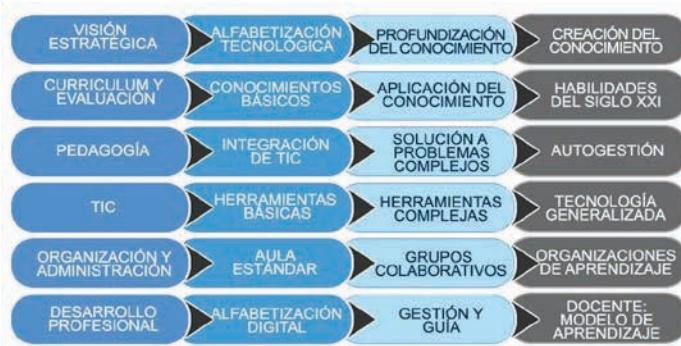 VISIÓN
ESTRATÉGICA
ALFABETIZACIÓN
TECNOLÓGICA
PROFUNDIZACIÓN
DEL CONOCIMIENTO
CREACIÓN DEL
CONOCIMIENTO
CURRICULUM Y
EVALUACIÓN
CONOCIMIENTOS
BÁSICOS
APLICACIÓN DEL
CONOCIMIENTO
HABILIDADES
DEL SIGLO XXI
PEDAGOGÍA
INTEGRACIÓN
DE TIC
SOLUCIÓN A
PROBLEMAS
COMPLEJOS
AUTOGESTIÓN
TIC
HERRAMIENTAS
BÁSICAS
HERRAMIENTAS
COMPLEJAS
TECNOLOGÍA
GENERALIZADA
ORGANIZACIÓN Y
ADMINISTRACIÓN
AULA
ESTÁNDAR
GRUPOS
COLABORATIVOS
ORGANIZACIONES
DE APRENDIZAJE
DESARROLLO
PROFESIONAL
ALFABETIZACIÓN
DIGITAL
GESTIÓN Y
GUÍA
DOCENTE:
MODELO DE
APRENDIZAJE